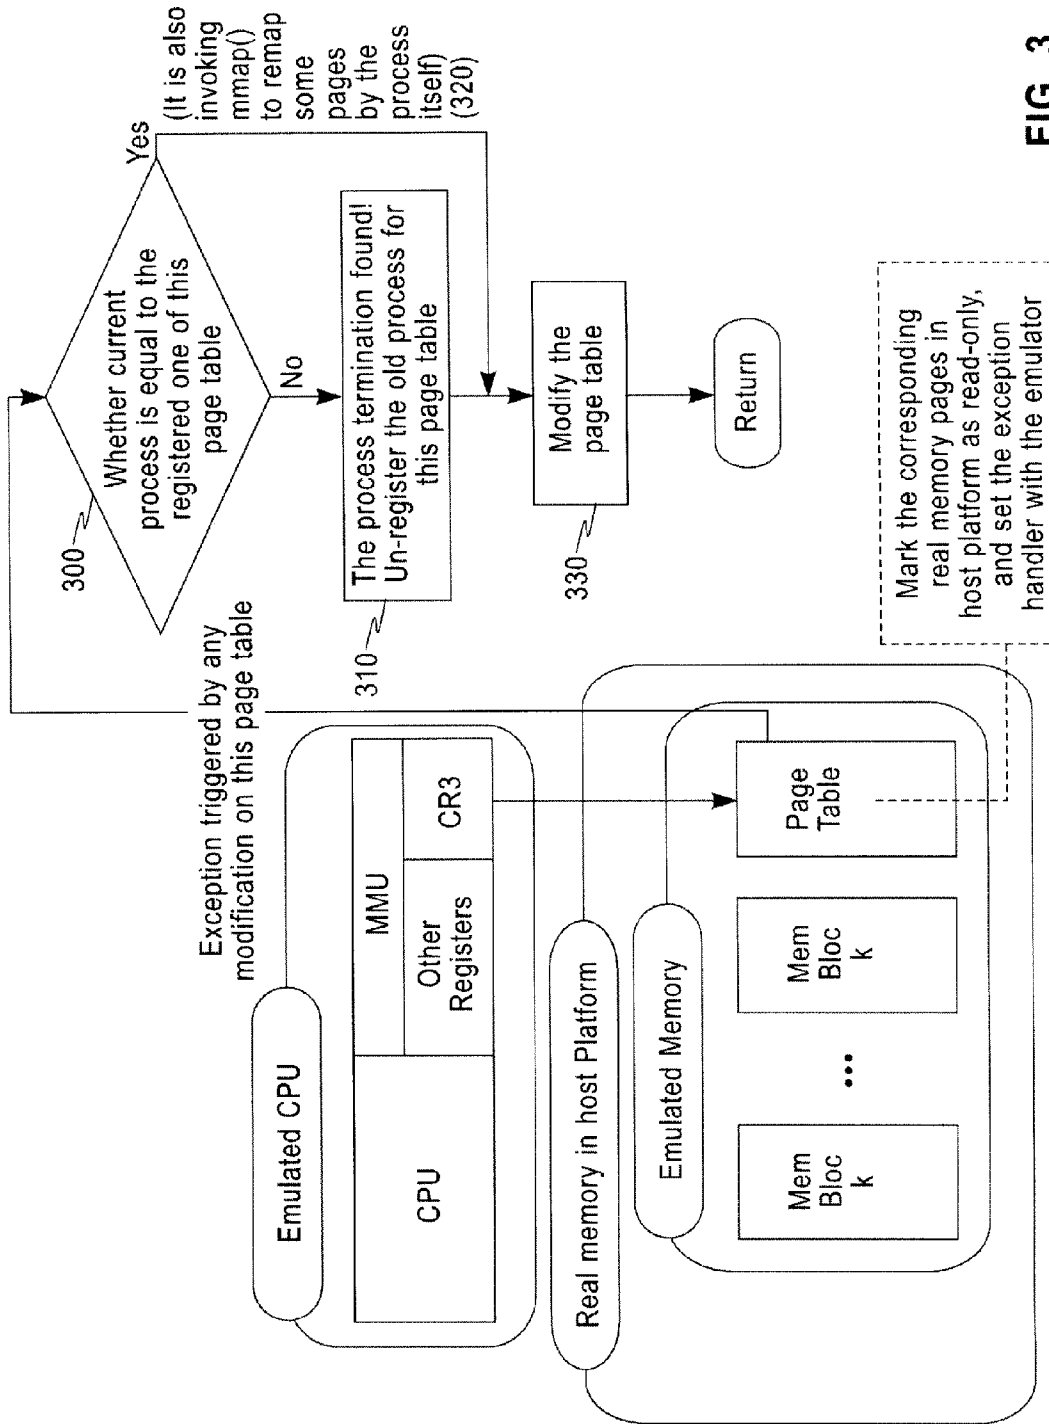 Exception triggered by any
modification on this page table
Emulated CPU
CPU
MMU
Other
Registers
CR3
Real memory in host Platform
Emulated Memory
Mem
Bloc
k
...
Mem
Bloc
k
Page
Table
Mark the corresponding
real memory pages in
host platform as read-only,
and set the exception
handler with the emulator
300
Whether current
process is equal to the
registered one of this
page table
Yes
(It is also
invoking
mmap()
to remap
some
pages
by the
process
itself)
(320)
No
310
The process termination found!
Un-register the old process for
this page table
330
Modify the
page table
Return
FIG. 3